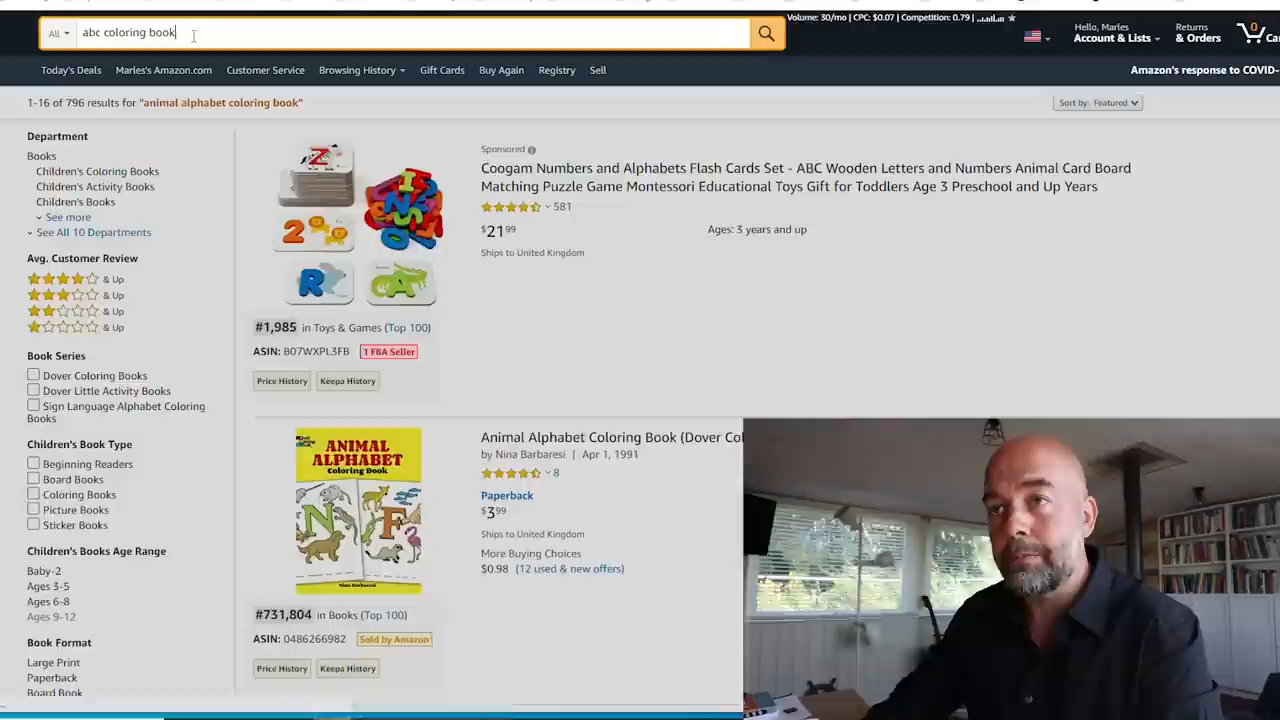 Volume: 30/mo | CPC: $0.07 | Competition: 0.79 |
All abc coloring book
Hello, Marles
Account & Lists
Returns
& Orders
0
Today's Deals Marles's Amazon.com Customer Service Browsing History Gift Cards Buy Again Registry Sell
Amazon's response to COVID-
1-16 of 796 results for "animal alphabet coloring book"
Sort by: Featured
Department
Books
Children's Coloring Books
Children's Activity Books
Children's Books
See more
See All 10 Departments
Avg. Customer Review
& Up
& Up
& Up
& Up
Book Series
Dover Coloring Books
Dover Little Activity Books
Sign Language Alphabet Coloring
Books
Children's Book Type
Beginning Readers
Board Books
Coloring Books
Picture Books
Sticker Books
Children's Books Age Range
Baby-2
Ages 3-5
Ages 6-8
Ages 9-12
Book Format
Large Print
Paperback
Board Book
Z
2
R
A
Sponsored
Coogam Numbers and Alphabets Flash Cards Set - ABC Wooden Letters and Numbers Animal Card Board
Matching Puzzle Game Montessori Educational Toys Gift for Toddlers Age 3 Preschool and Up Years
581
$21 99
Ages: 3 years and up
Ships to United Kingdom
#1,985 in Toys & Games (Top 100)
ASIN: B07WXPL3FB 1 FBA Seller
Price History Keepa History
ANIMAL
ALPHABET
Coloring Book
N F
Nina Barbaresi
Animal Alphabet Coloring Book (Dover Col
by Nina Barbaresi | Apr 1, 1991
8
Paperback
$3 99
Ships to United Kingdom
More Buying Choices
$0.98 (12 used & new offers)
#731,804 in Books (Top 100)
ASIN: 0486266982 Sold by Amazon
Price History Keepa History